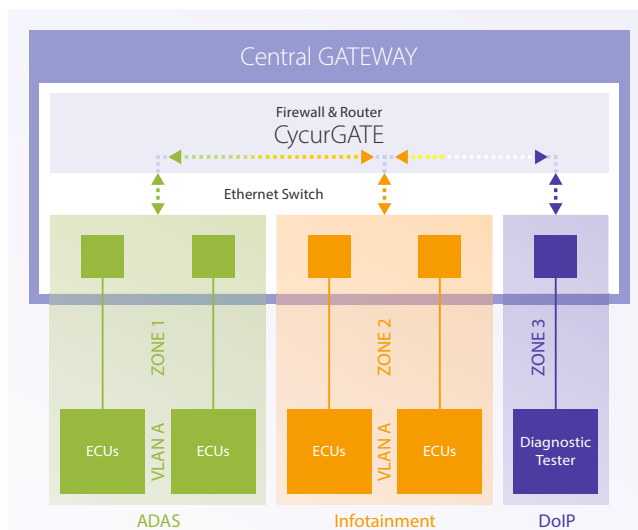 Central GATEWAY
Firewall & Router
CycurGATE
Ethernet Switch
ZONE 1
ZONE 2
ZONE 3
ECUs
VLAN A
ECUs
ECUs
VLAN A
ECUs
Diagnostic
Tester
ADAS
Infotainment
DoIP